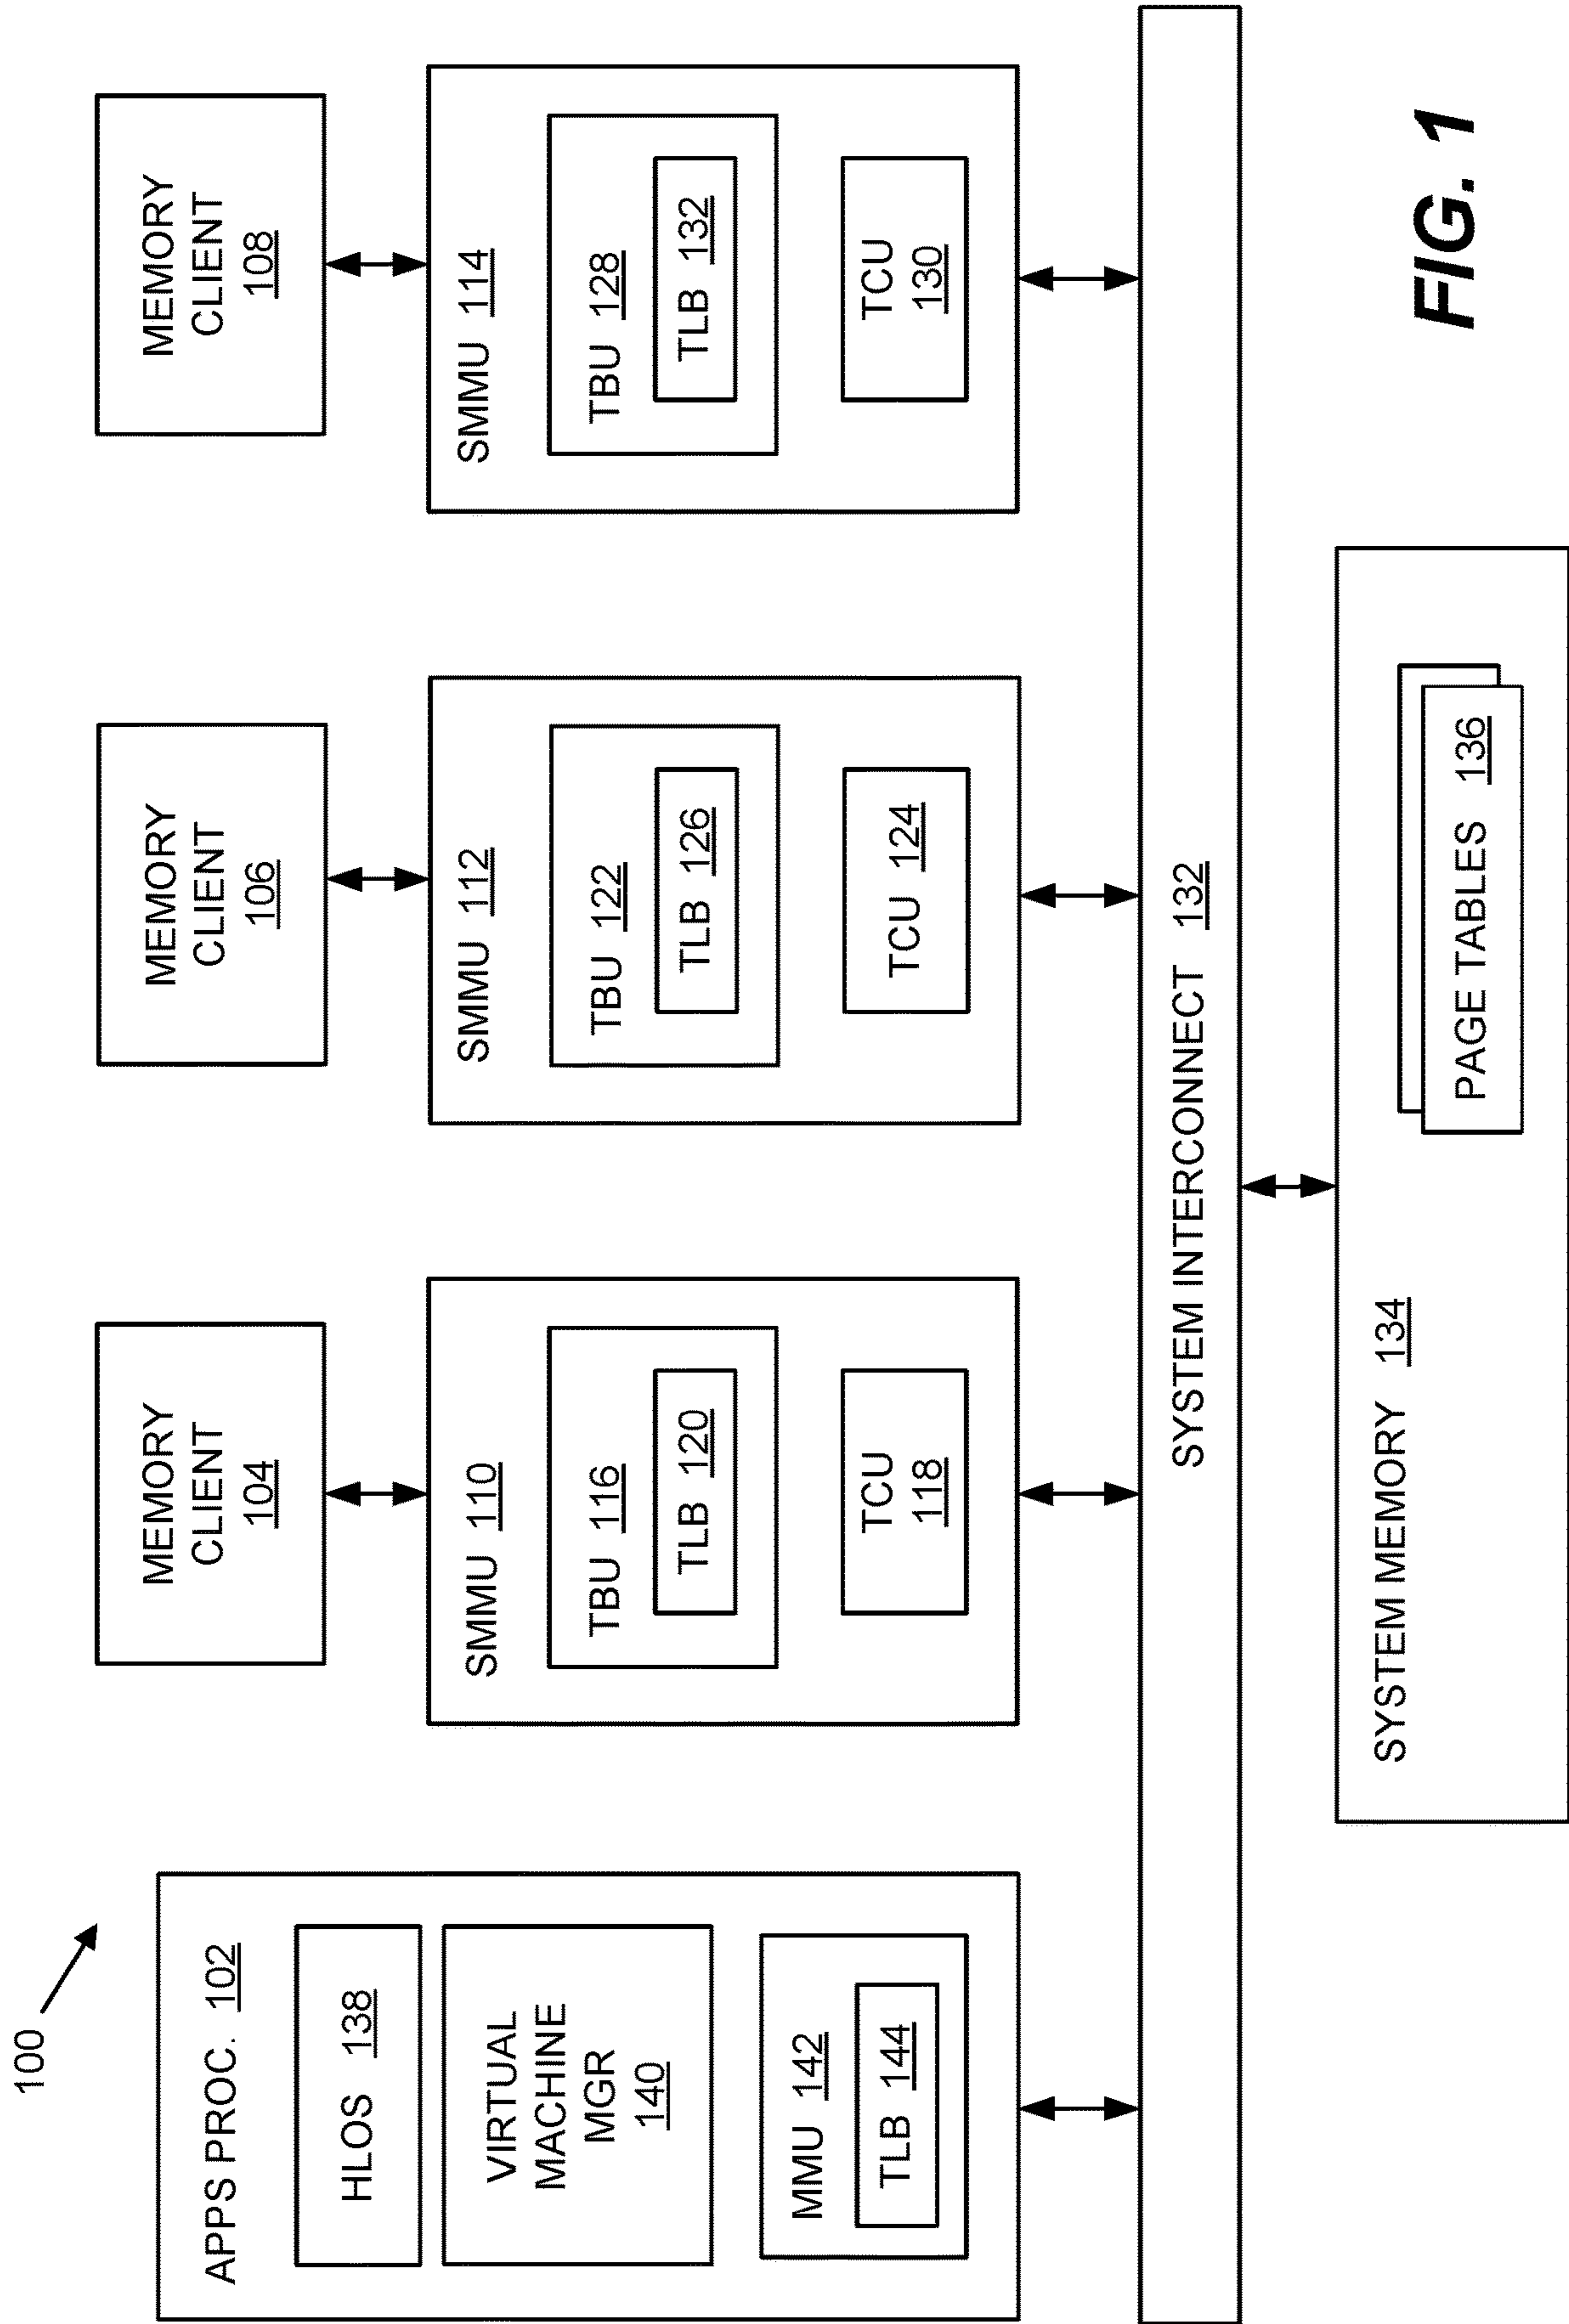 100
APPS PROC. 102
HLOS 138
VIRTUAL
MACHINE
MGR
140
MMU 142
TLB 144
MEMORY
CLIENT
104
SMMU 110
TBU 116
TLB 120
TCU
118
MEMORY
CLIENT
106
SMMU 112
TBU 122
TLB 126
TCU 124
MEMORY
CLIENT
108
SMMU 114
TBU 128
TLB 132
TCU
130
SYSTEM INTERCONNECT 132
SYSTEM MEMORY 134
PAGE TABLES 136
FIG. 1